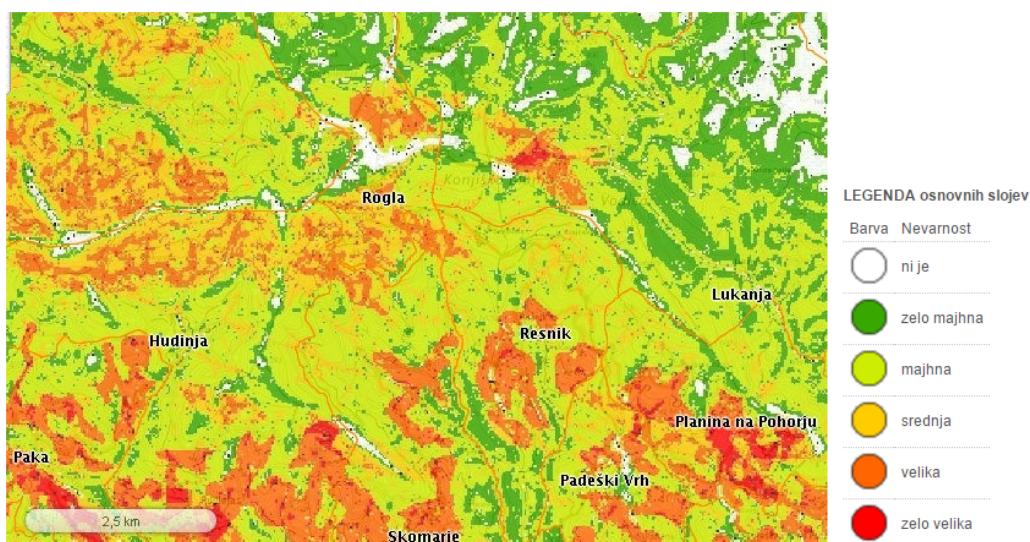 Rogla
Lukanja
Resnik
Hudinja
Planina na Pohorju
Paka
Padeški Vrh
2,5 km
Skomarje
LEGENDA osnovnih slojev
Barva Nevarnost
ni je
zelo majhna
majhna
srednja
velika
zelo velika